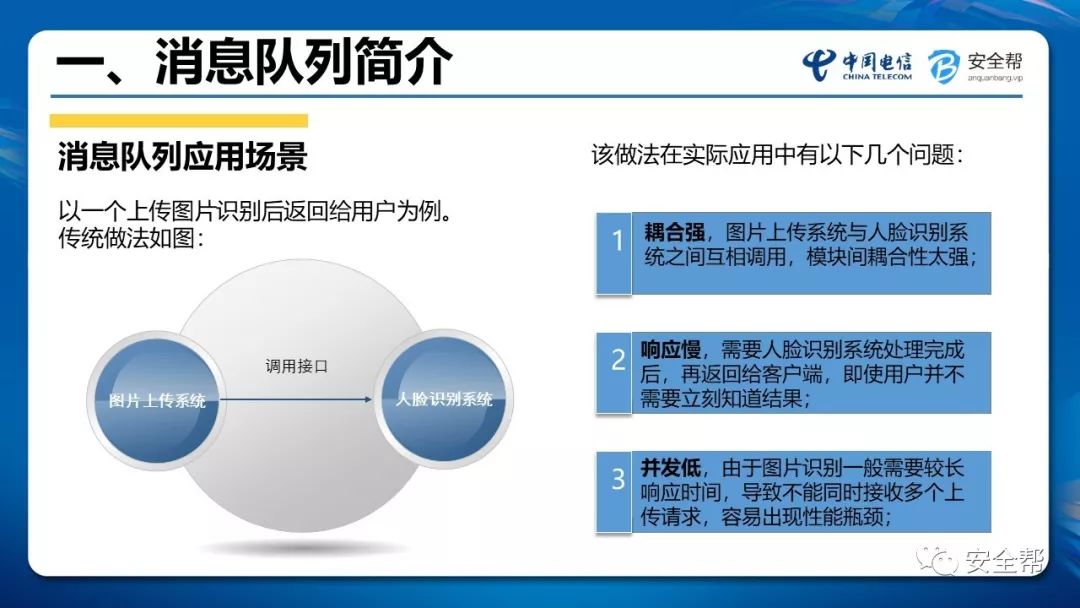 一、消息队列简介
中国电信
CHINA TELECOM
安全帮
anquanbang.vip
消息队列应用场景
以一个上传图片识别后返回给用户为例。
传统做法如图：
调用接口
图片上传系统
人脸识别系统
该做法在实际应用中有以下几个问题：
1
耦合强，图片上传系统与人脸识别系
统之间互相调用，模块间耦合性太强；
2
响应慢，需要人脸识别系统处理完成
后，再返回给客户端，即使用户并不
需要立刻知道结果；
3
并发低，由于图片识别一般需要较长
响应时间，导致不能同时接收多个上
传请求，容易出现性能瓶颈；
安全帮